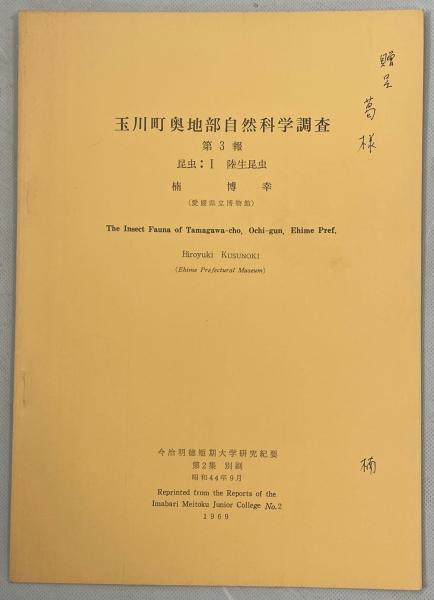 玉川町奥地部自然科学調査
第3報
昆虫:I 陸生昆虫
楠 博幸
(愛媛県立博物館)
The Insect Fauna of Tamagawa-cho, Ochi-gun, Ehime Pref.
Hiroyuki KUSUNOKI
(Ehime Prefectural Museum)
今治明徳短期大学研究紀要
第2集 別刷
昭和44年9月
Reprinted from the Reports of the
Imabari Meitoku Junior College No.2
1969
贈呈 葛様
楠